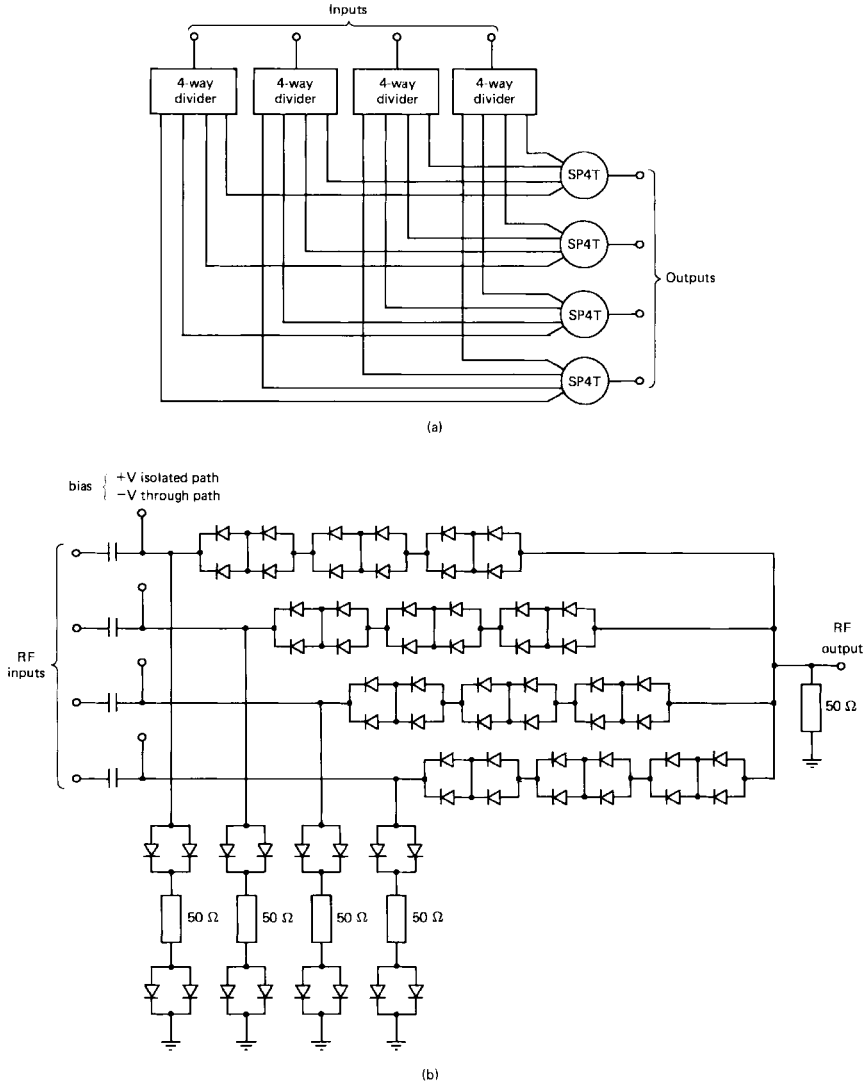 Inputs
4-way
divider
4-way
divider
4-way
divider
4-way
divider
SP4T
SP4T
Outputs
SP4T
SP4T
(a)
bias { +V isolated path
−V through path
RF
inputs
RF
output
50 Ω
50 Ω
50 Ω
50 Ω
50 Ω
(b)